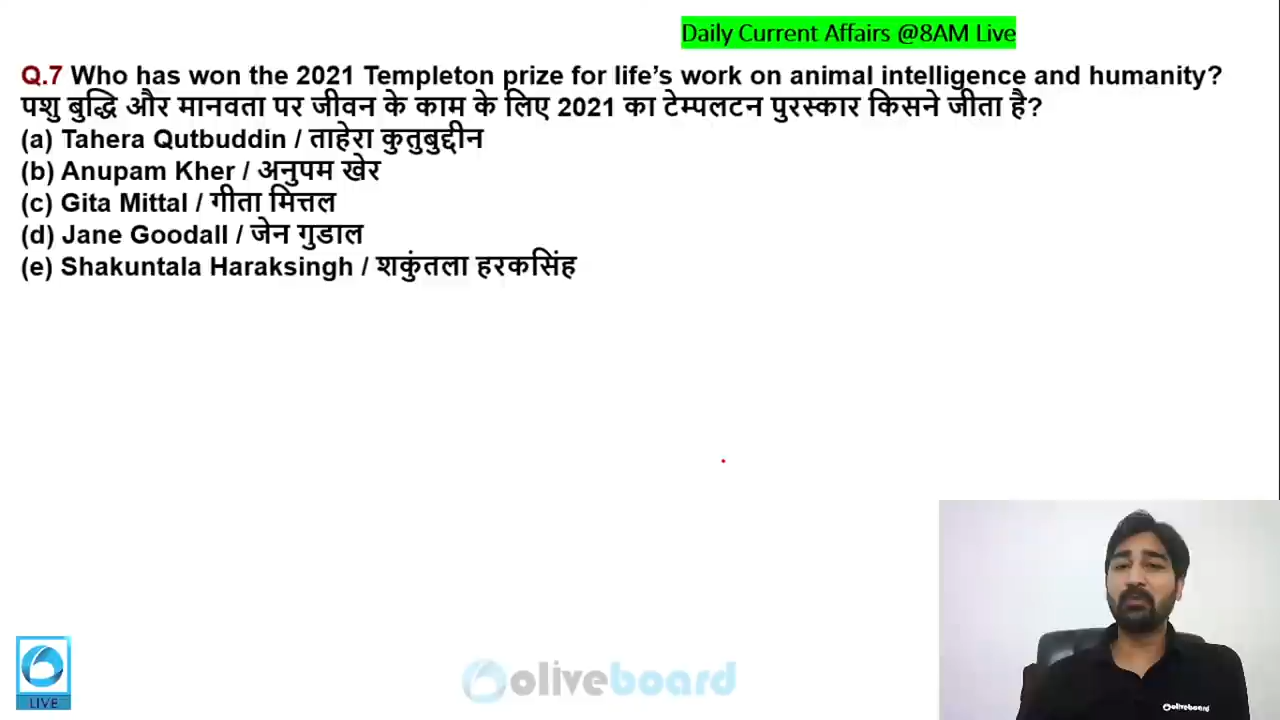 Daily Current Affairs @8AM Live
Q.7 Who has won the 2021 Templeton prize for life’s work on animal intelligence and humanity?
पशु बुद्धि और मानवता पर जीवन के काम के लिए 2021 का टेम्पलटन पुरस्कार किसने जीता है?
(a) Tahera Qutbuddin / ताहेरा कुतुबुद्दीन
(b) Anupam Kher / अनुपम खेर
(c) Gita Mittal / गीता मित्तल
(d) Jane Goodall / जेन गुडाल
(e) Shakuntala Haraksingh / शकुंतला हरकसिंह
oliveboard
LIVE
oliveboard